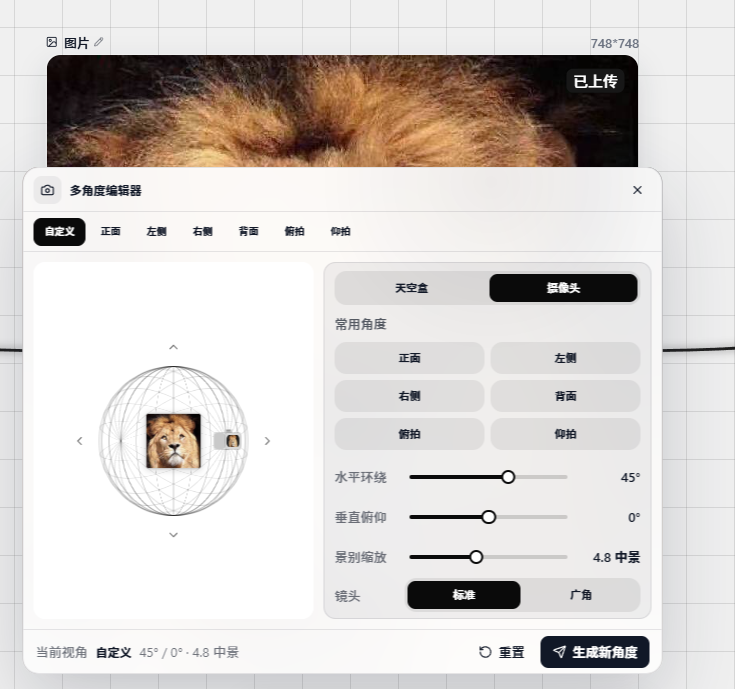 图片
748*748
已上传
多角度编辑器
自定义 正面 左侧 右侧 背面 俯拍 仰拍
天空盒 摄像头
常用角度
正面 左侧
右侧 背面
俯拍 仰拍
水平环绕 45°
垂直俯仰 0°
景别缩放 4.8 中景
镜头 标准 广角
当前视角 自定义 45° / 0° · 4.8 中景 重置 生成新角度